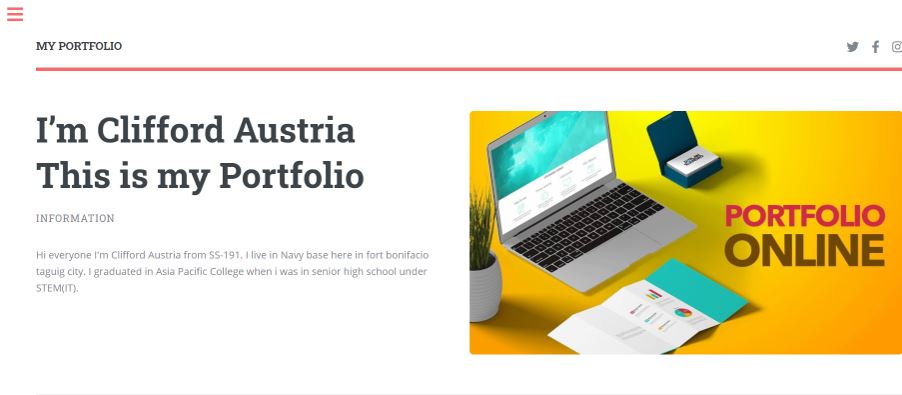 MY PORTFOLIO
I'm Clifford Austria
This is my Portfolio
INFORMATION
Hi everyone I'm Clifford Austria from SS-191. I live in Navy base here in fort bonifacio
taguig city. I graduated in Asia Pacific College when i was in senior high school under
STEM(IT).
PORTFOLIO
ONLINE